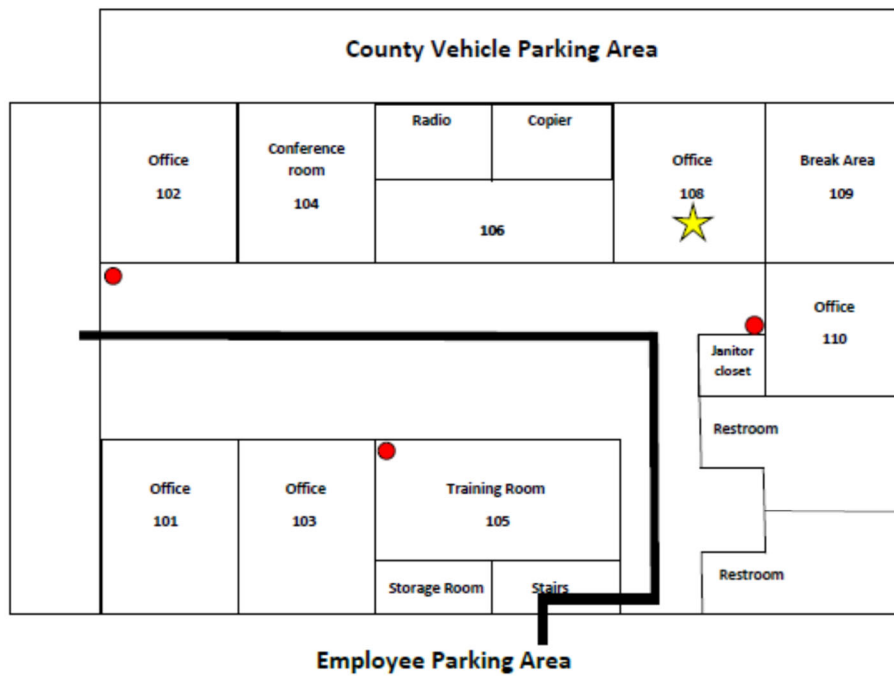 County Vehicle Parking Area
Radio
Copier
Office
102
Conference
room
104
106
Office
108
Break Area
109
Office
110
Janitor
closet
Restroom
Office
101
Office
103
Training Room
105
Storage Room
Stairs
Restroom
Employee Parking Area